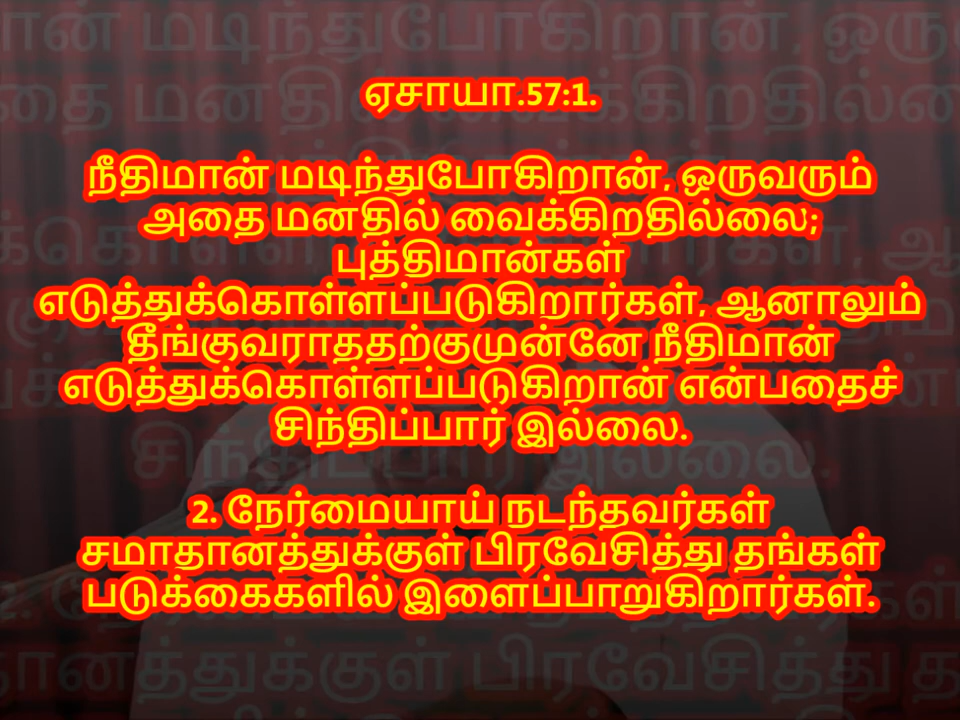 ஏசாயா.57:1.
நீதிமான் மடிந்துபோகிறான், ஒருவரும்
அதை மனதில் வைக்கிறதில்லை;
புத்திமான்கள்
எடுத்துக்கொள்ளப்படுகிறார்கள், ஆனாலும்
தீங்குவராததற்குமுன்னே நீதிமான்
எடுத்துக்கொள்ளப்படுகிறான் என்பதைச்
சிந்திப்பார் இல்லை.
2. நேர்மையாய் நடந்தவர்கள்
சமாதானத்துக்குள் பிரவேசித்து தங்கள்
படுக்கைகளில் இளைப்பாறுகிறார்கள்.